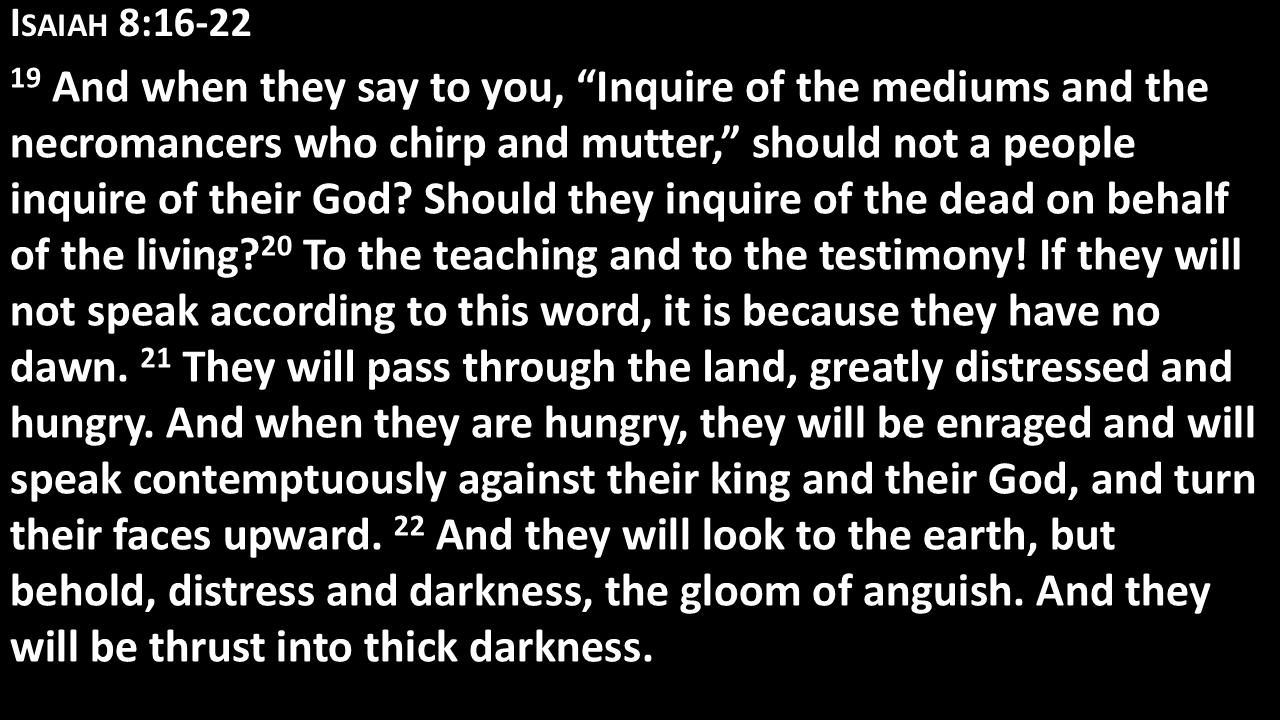 ISAIAH 8:16-22
19 And when they say to you, “Inquire of the mediums and the
necromancers who chirp and mutter,” should not a people
inquire of their God? Should they inquire of the dead on behalf
of the living?20 To the teaching and to the testimony! If they will
not speak according to this word, it is because they have no
dawn. 21 They will pass through the land, greatly distressed and
hungry. And when they are hungry, they will be enraged and will
speak contemptuously against their king and their God, and turn
their faces upward. 22 And they will look to the earth, but
behold, distress and darkness, the gloom of anguish. And they
will be thrust into thick darkness.